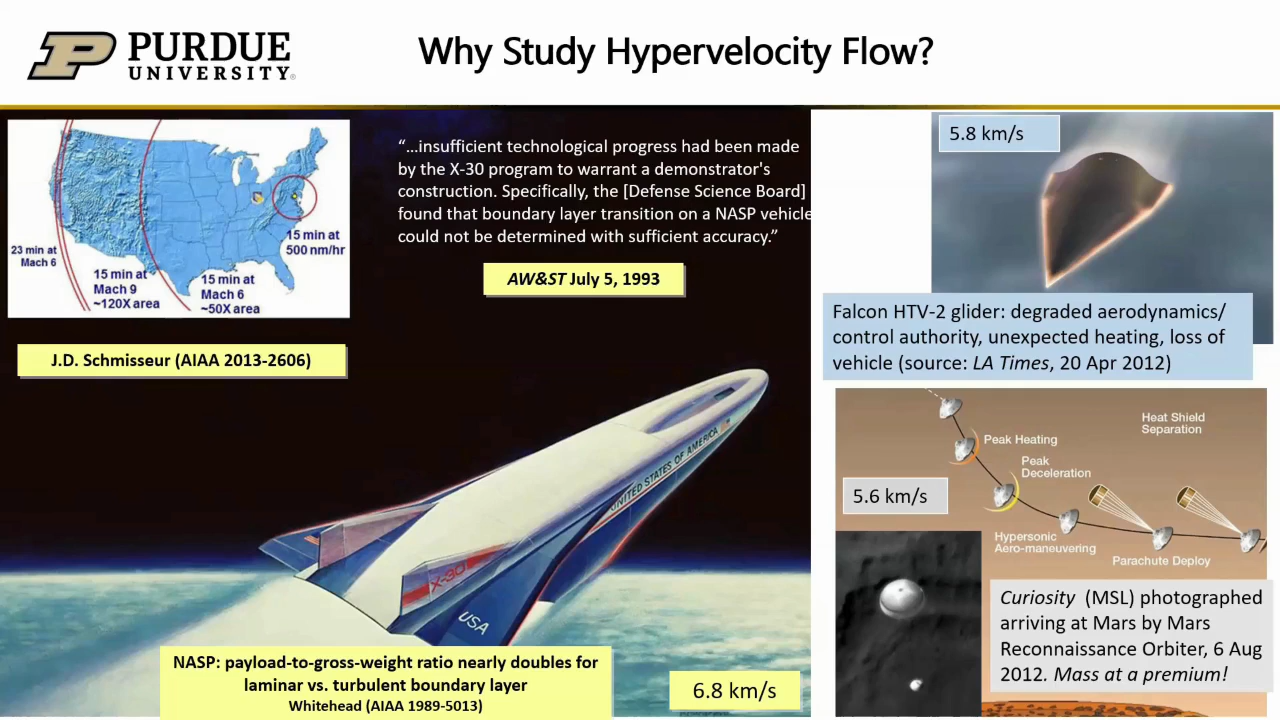 PURDUE
UNIVERSITY®
Why Study Hypervelocity Flow?
23 min at
Mach 6
15 min at
Mach 9
~120X area
15 min at
Mach 6
~50X area
15 min at
500 nm/hr
J.D. Schmisseur (AIAA 2013-2606)
“…insufficient technological progress had been made
by the X-30 program to warrant a demonstrator's
construction. Specifically, the [Defense Science Board]
found that boundary layer transition on a NASP vehicle
could not be determined with sufficient accuracy.”
AW&ST July 5, 1993
UNITED STATES OF AMERICA
X-30
USA
NASP: payload-to-gross-weight ratio nearly doubles for
laminar vs. turbulent boundary layer
Whitehead (AIAA 1989-5013)
6.8 km/s
5.8 km/s
Falcon HTV-2 glider: degraded aerodynamics/
control authority, unexpected heating, loss of
vehicle (source: LA Times, 20 Apr 2012)
Heat Shield
Separation
Peak Heating
Peak
Deceleration
5.6 km/s
Hypersonic
Aero-maneuvering
Parachute Deploy
Curiosity (MSL) photographed
arriving at Mars by Mars
Reconnaissance Orbiter, 6 Aug
2012. Mass at a premium!